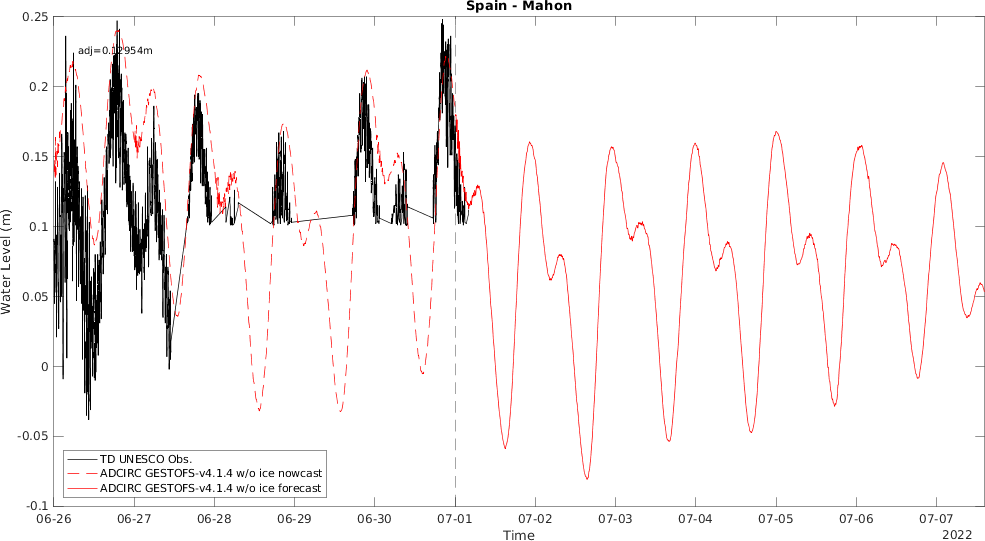 Spain - Mahon
adj=0.12954m
0.25
0.2
0.15
0.1
0.05
0
-0.05
-0.1
Water Level (m)
TD UNESCO Obs.
ADCIRC GESTOFS-v4.1.4 w/o ice nowcast
ADCIRC GESTOFS-v4.1.4 w/o ice forecast
06-26 06-27 06-28 06-29 06-30 07-01 07-02 07-03 07-04 07-05 07-06 07-07
Time
2022